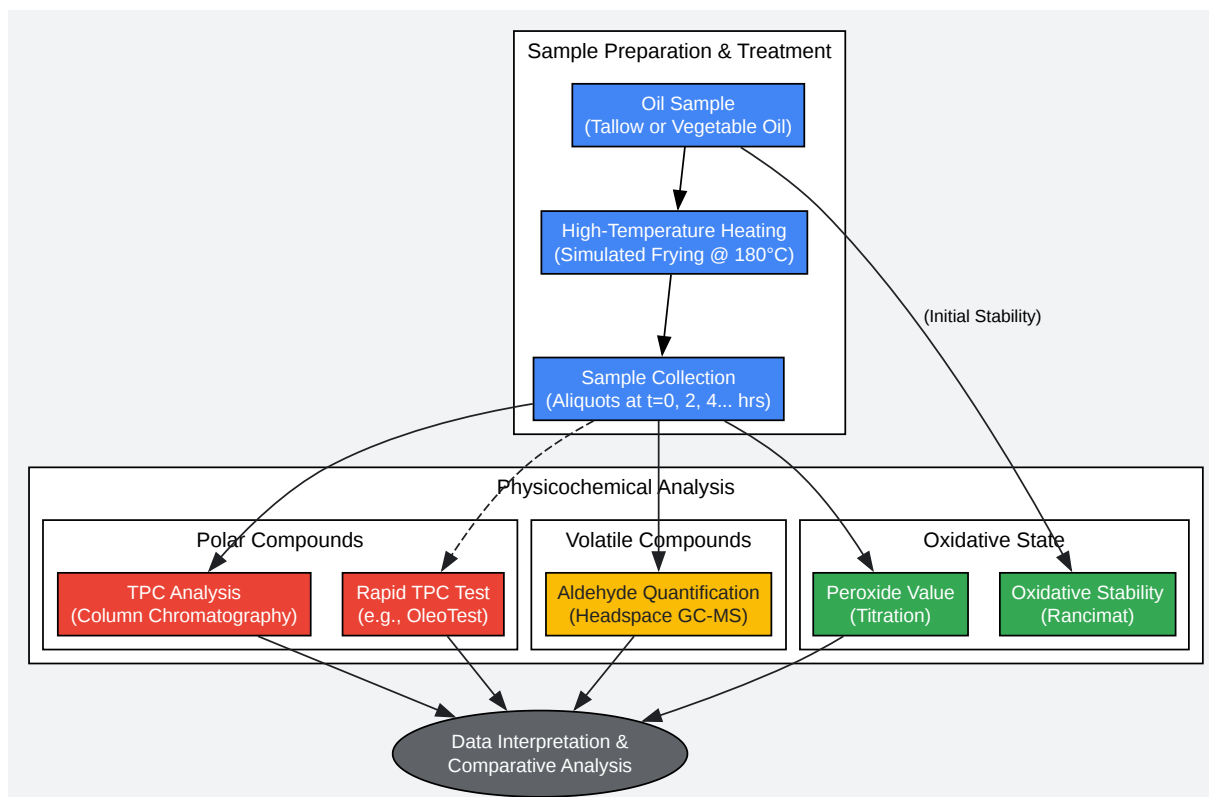 Sample Preparation & Treatment
Oil Sample
(Tallow or Vegetable Oil)
High-Temperature Heating
(Simulated Frying @ 180°C)
(Initial Stability)
Sample Collection
(Aliquots at t=0, 2, 4... hrs)
Physicochemical Analysis
Polar Compounds
TPC Analysis
(Column Chromatography)
Rapid TPC Test
(e.g., OleoTest)
Volatile Compounds
Aldehyde Quantification
(Headspace GC-MS)
Oxidative State
Peroxide Value
(Titration)
Oxidative Stability
(Rancimat)
Data Interpretation &
Comparative Analysis